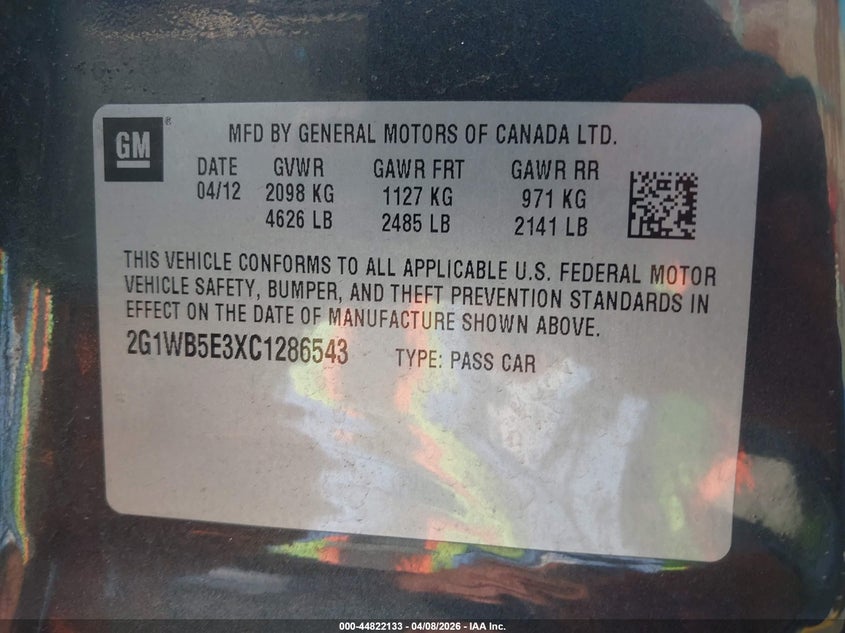 GM ®
MFD BY GENERAL MOTORS OF CANADA LTD.
DATE GVWR GAWR FRT GAWR RR
04/12 2098 KG 1127 KG 971 KG
4626 LB 2485 LB 2141 LB
THIS VEHICLE CONFORMS TO ALL APPLICABLE U.S. FEDERAL MOTOR
VEHICLE SAFETY, BUMPER, AND THEFT PREVENTION STANDARDS IN
EFFECT ON THE DATE OF MANUFACTURE SHOWN ABOVE.
2G1WB5E3XC1286543 TYPE: PASS CAR
000-44822133 - 04/08/2026 - IAA Inc.